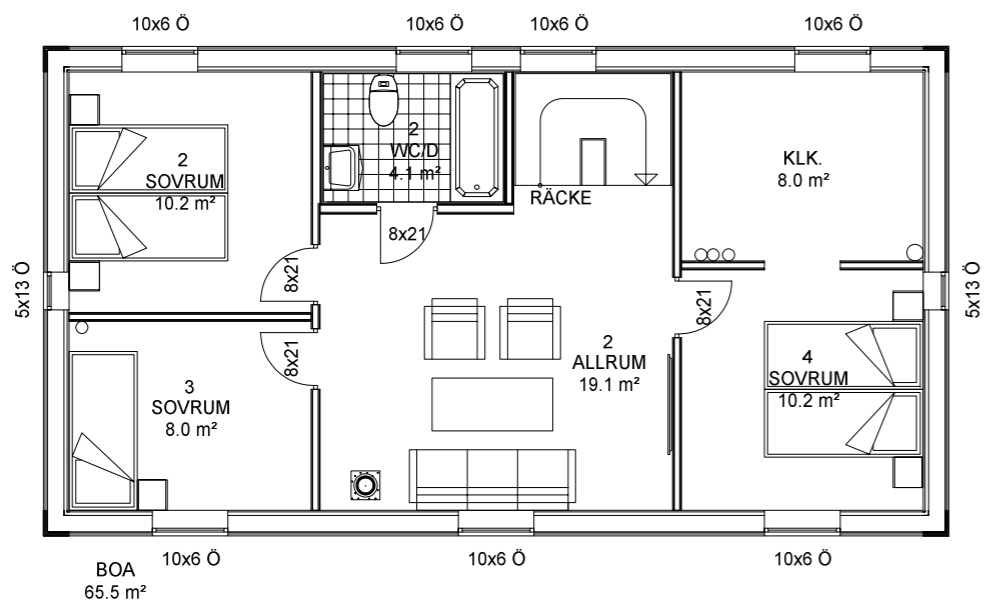 10x6 Ö
10x6 Ö
10x6 Ö
10x6 Ö
2
SOVRUM
10.2 m²
2
WC/D
4.1 m²
RÄCKE
KLK.
8.0 m²
8x21
8x21
8x21
8x21
5x13 Ö
5x13 Ö
3
SOVRUM
8.0 m²
2
ALLRUM
19.1 m²
4
SOVRUM
10.2 m²
10x6 Ö
10x6 Ö
10x6 Ö
BOA
65.5 m²